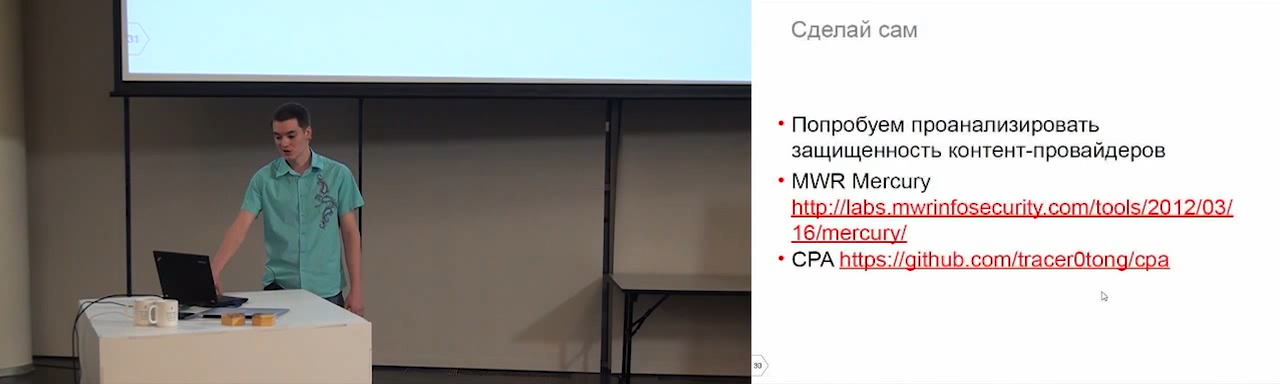 31
Сделай сам
• Попробуем проанализировать
защищенность контент-провайдеров
• MWR Mercury
http://labs.mwrinfosecurity.com/tools/2012/03/
16/mercury/
• CPA https://github.com/tracer0tong/cpa
33